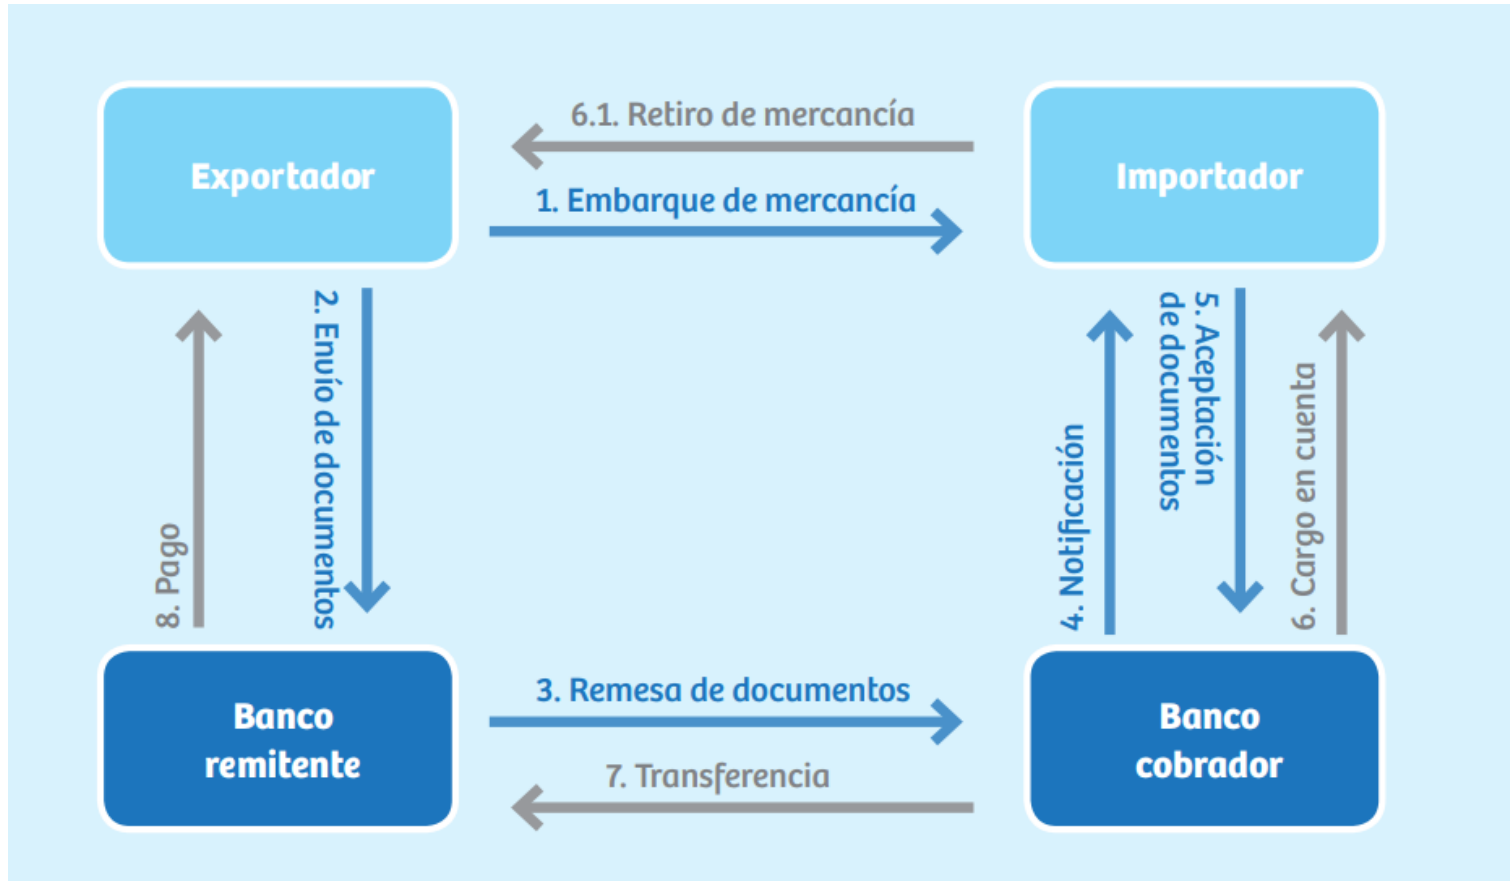 6.1. Retiro de mercancía
Exportador
Importador
1. Embarque de mercancía
2. Envío de documentos
8. Pago
4. Notificación
5. Aceptación
de documentos
6. Cargo en cuenta
3. Remesa de documentos
Banco
remitente
Banco
cobrador
7. Transferencia